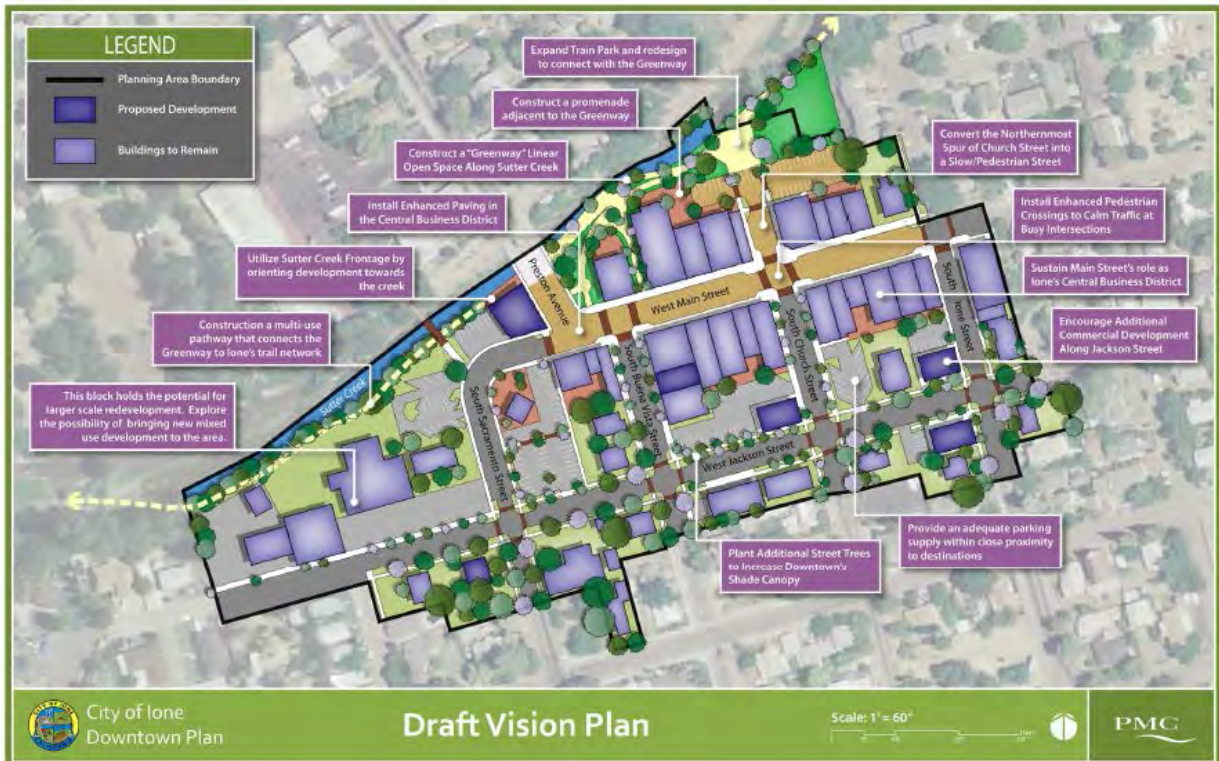 LEGEND
Planning Area Boundary
Proposed Development
Buildings to Remain
Expand Train Park and redesign
to connect with the Greenway
Construct a promenade
adjacent to the Greenway
Construct a "Greenway" Linear
Open Space Along Sutter Creek
Install Enhanced Paving in
the Central Business District
Utilize Sutter Creek Frontage by
orienting development towards
the creek
Construction a multi-use
pathway that connects the
Greenway to Ione's trail network
This block holds the potential for
larger scale redevelopment. Explore
the possibility of bringing new mixed
use development to the area.
Convert the Northernmost
Spur of Church Street into
a Slow/Pedestrian Street
Install Enhanced Pedestrian
Crossings to Calm Traffic at
Busy Intersections
Sustain Main Street's role as
Ione's Central Business District
Encourage Additional
Commercial Development
Along Jackson Street
Provide an adequate parking
supply within close proximity
to destinations
Plant Additional Street Trees
to Increase Downtown's
Shade Canopy
Preston Avenue
West Main Street
South Ione Street
South Church Street
South Buena Vista Street
South Sacramento Street
West Jackson Street
Sutter Creek
City of Ione
Downtown Plan
Draft Vision Plan
Scale: 1' = 60"
PMC